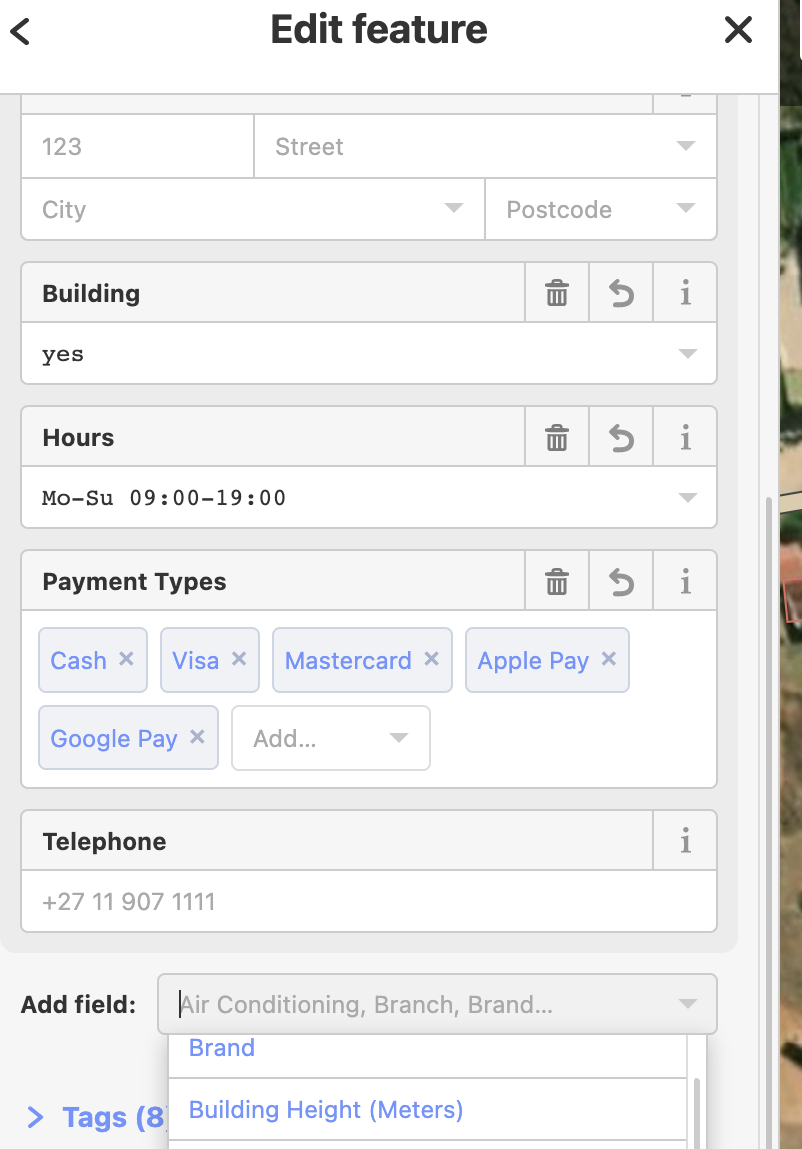 Edit feature
123 Street
City Postcode
Building
yes
Hours
Mo-Su 09:00-19:00
Payment Types
Cash × Visa × Mastercard × Apple Pay ×
Google Pay × Add...
Telephone
+27 11 907 1111
Add field: Air Conditioning, Branch, Brand...
Brand
Building Height (Meters)
Tags (8